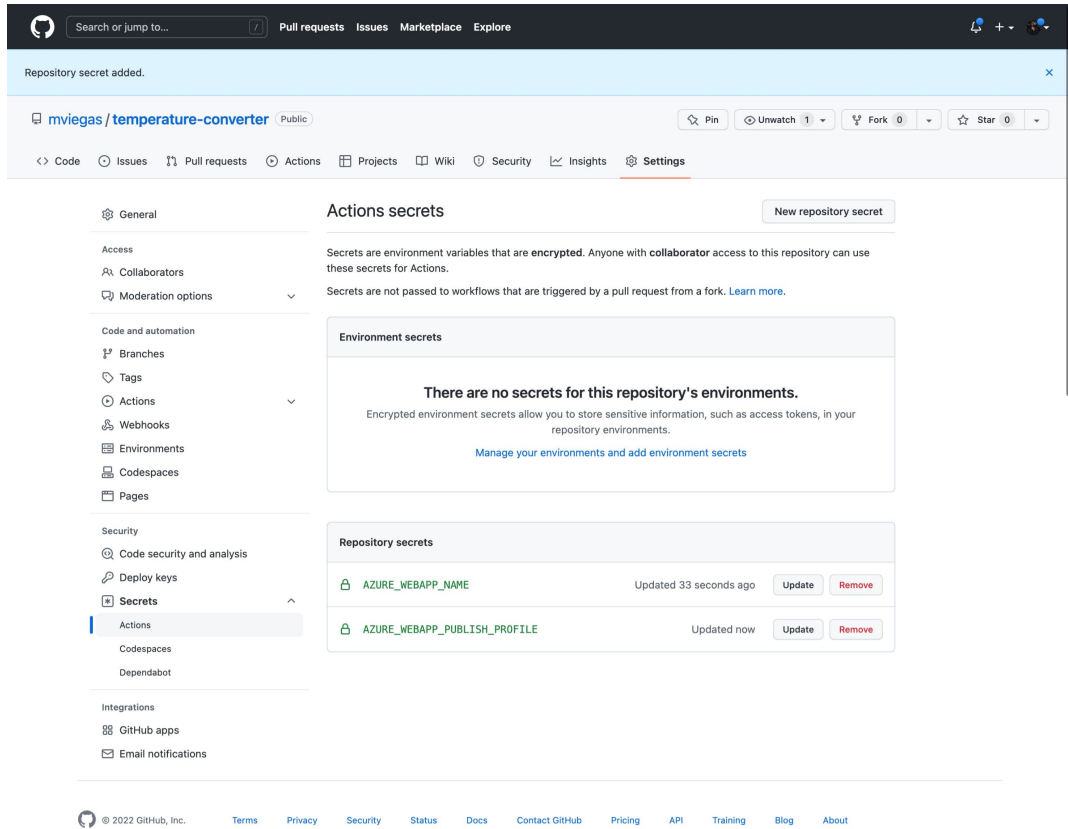 Search or jump to... /
Pull requests Issues Marketplace Explore
Repository secret added.
mviegas / temperature-converter Public
Pin Unwatch 1 Fork 0 Star 0
<> Code Issues Pull requests Actions Projects Wiki Security Insights Settings
General
Access
Collaborators
Moderation options
Code and automation
Branches
Tags
Actions
Webhooks
Environments
Codespaces
Pages
Security
Code security and analysis
Deploy keys
Secrets
Actions
Codespaces
Dependabot
Integrations
GitHub apps
Email notifications
Actions secrets
New repository secret
Secrets are environment variables that are encrypted. Anyone with collaborator access to this repository can use
these secrets for Actions.
Secrets are not passed to workflows that are triggered by a pull request from a fork. Learn more.
Environment secrets
There are no secrets for this repository's environments.
Encrypted environment secrets allow you to store sensitive information, such as access tokens, in your
repository environments.
Manage your environments and add environment secrets
Repository secrets
AZURE_WEBAPP_NAME Updated 33 seconds ago Update Remove
AZURE_WEBAPP_PUBLISH_PROFILE Updated now Update Remove
© 2022 GitHub, Inc. Terms Privacy Security Status Docs Contact GitHub Pricing API Training Blog About